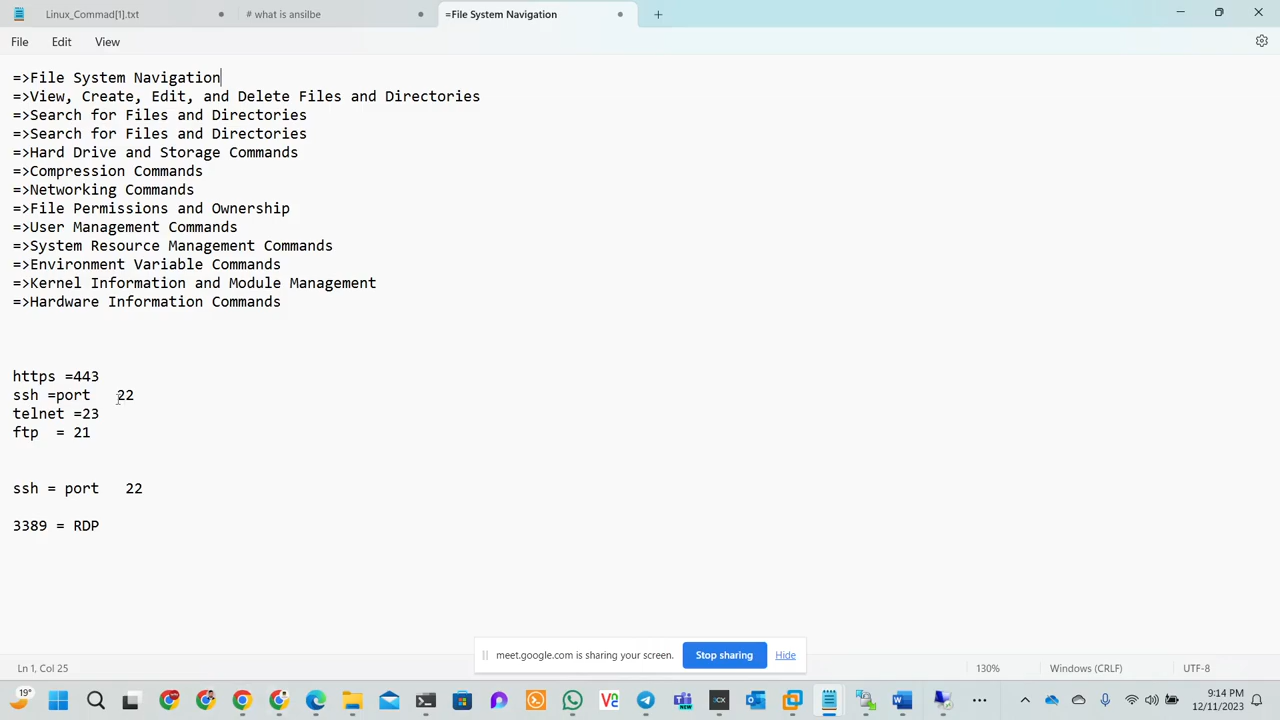 Linux_Commad[1].txt
# what is ansilbe
=File System Navigation
File
Edit
View
=>File System Navigation
=>View, Create, Edit, and Delete Files and Directories
=>Search for Files and Directories
=>Search for Files and Directories
=>Hard Drive and Storage Commands
=>Compression Commands
=>Networking Commands
=>File Permissions and Ownership
=>User Management Commands
=>System Resource Management Commands
=>Environment Variable Commands
=>Kernel Information and Module Management
=>Hardware Information Commands
https =443
ssh =port   22
telnet =23
ftp  = 21
ssh = port   22
3389 = RDP
meet.google.com is sharing your screen.
Stop sharing
Hide
Ln 1, Col 25
130%
Windows (CRLF)
UTF-8
19°
9:14 PM
12/11/2023